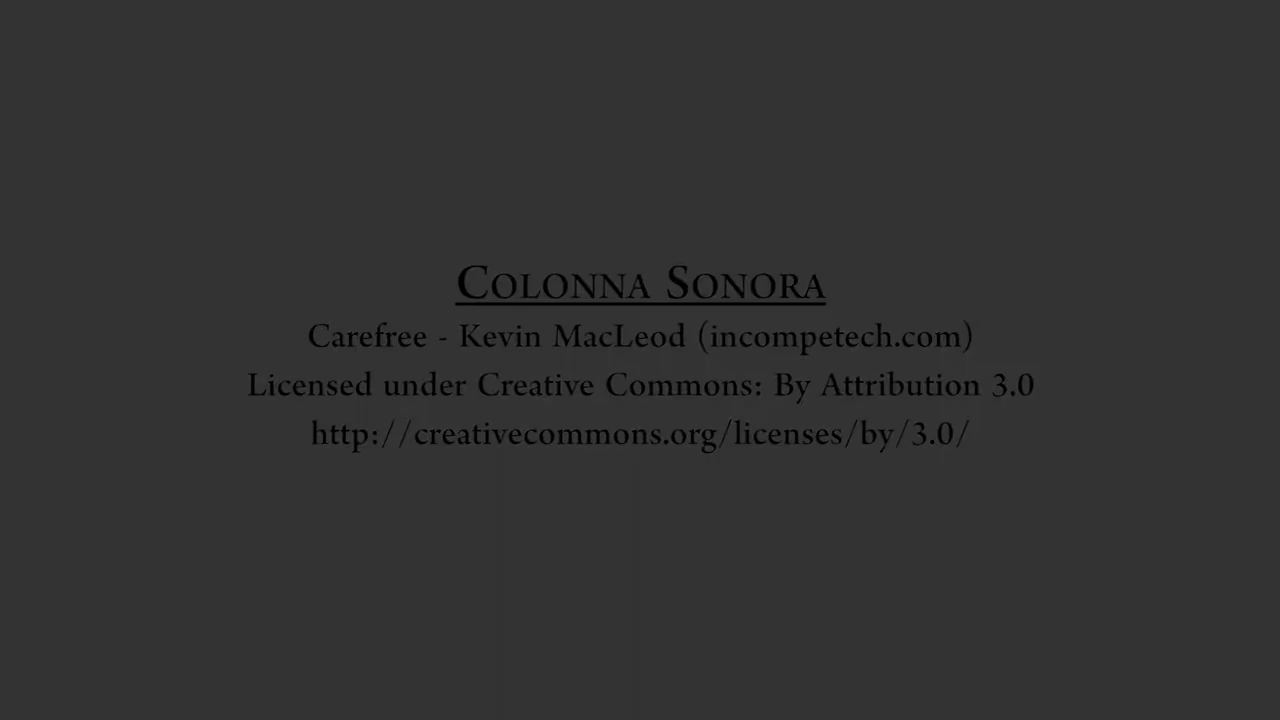 Colonna Sonora
Carefree - Kevin MacLeod (incompetech.com)
Licensed under Creative Commons: By Attribution 3.0
http://creativecommons.org/licenses/by/3.0/